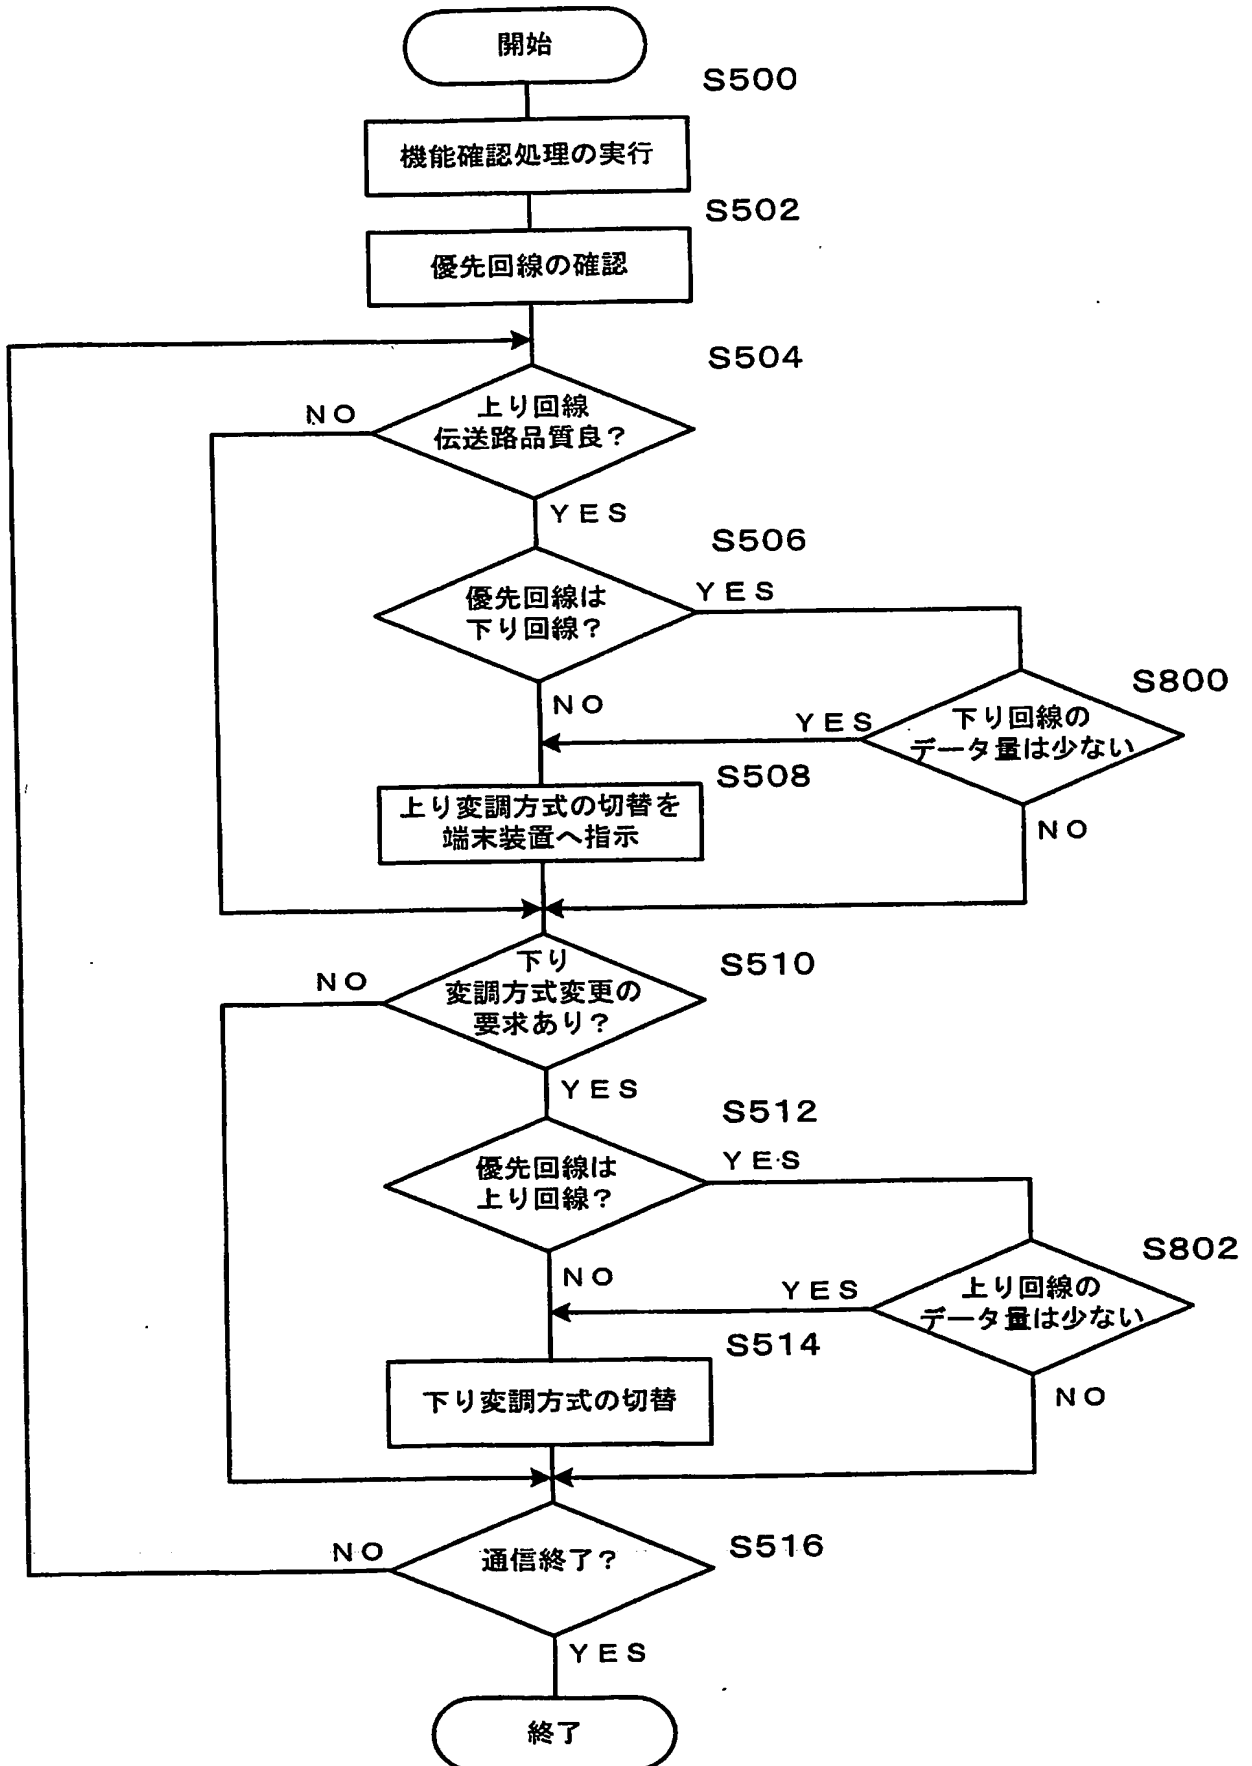 開始
S500
機能確認処理の実行
S502
優先回線の確認
S504
上り回線
伝送路品質良?
NO
YES
S506
優先回線は
下り回線?
YES
NO
S800
下り回線の
データ量は少ない
YES
NO
S508
上り変調方式の切替を
端末装置へ指示
S510
下り
変調方式変更の
要求あり?
NO
YES
S512
優先回線は
上り回線?
YES
NO
S802
上り回線の
データ量は少ない
YES
NO
S514
下り変調方式の切替
S516
通信終了?
NO
YES
終了